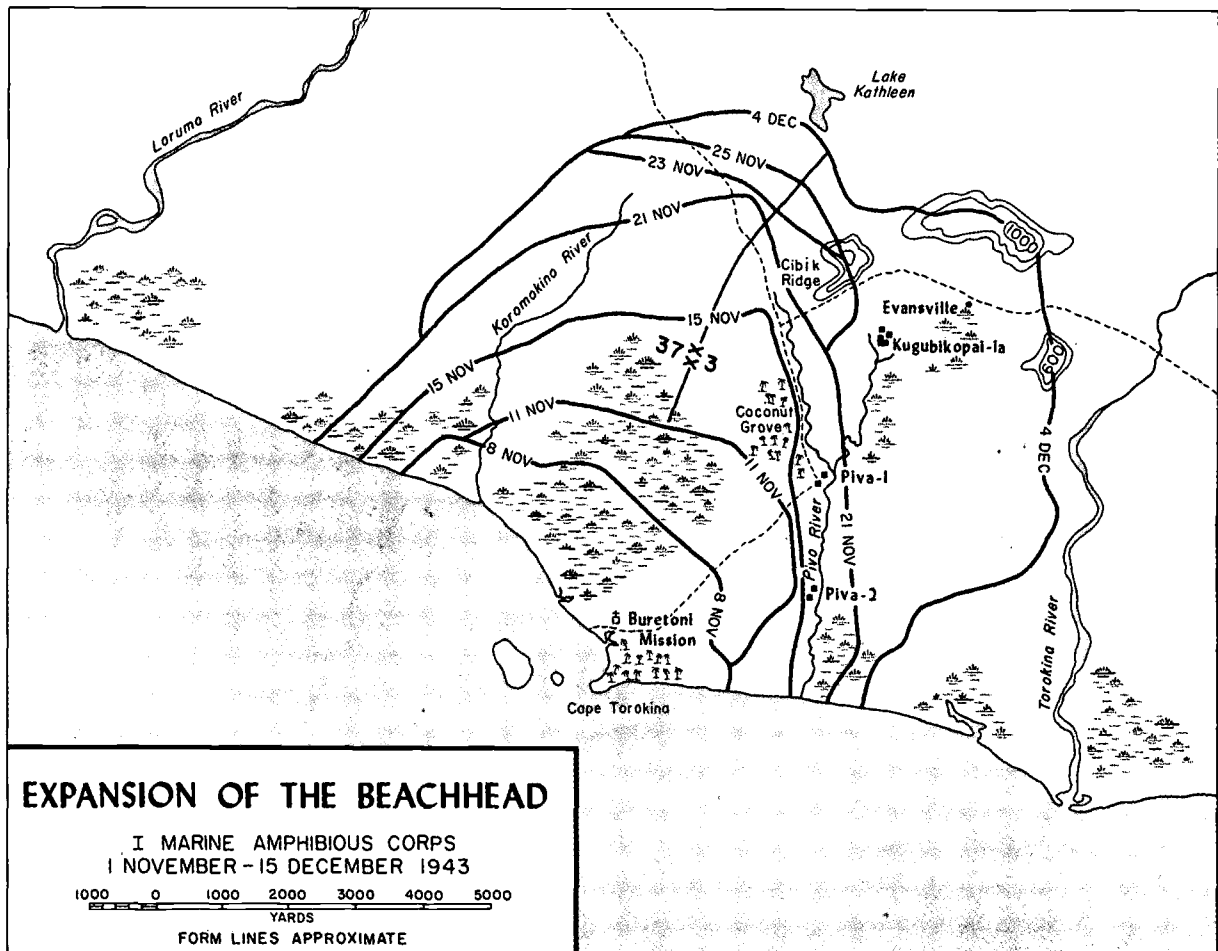 Lake
Kathleen
Laruma River
4 DEC
25 NOV
23 NOV
21 NOV
Koromokina River
Cibik
Ridge
1000
Evansville
Kugubikopai-ia
15 NOV
37 XX 3
600
15 NOV
Coconut
Grove
11 NOV
8 NOV
11 NOV
Piva-1
4 DEC
21 NOV
Piva River
Piva-2
8 NOV
Buretoni
Mission
Torokina River
Cape Torokina
EXPANSION OF THE BEACHHEAD
I MARINE AMPHIBIOUS CORPS
1 NOVEMBER – 15 DECEMBER 1943
1000 0 1000 2000 3000 4000 5000
YARDS
FORM LINES APPROXIMATE